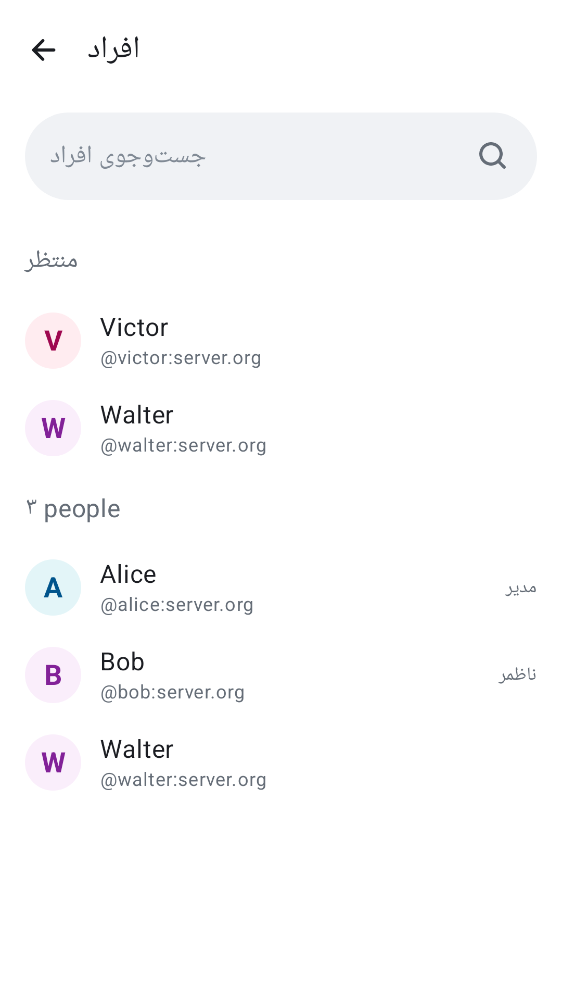 افراد
جست‌وجوی افراد
منتظر
V
Victor
@victor:server.org
W
Walter
@walter:server.org
۳ people
A
Alice
@alice:server.org
مدیر
B
Bob
@bob:server.org
ناظمر
W
Walter
@walter:server.org